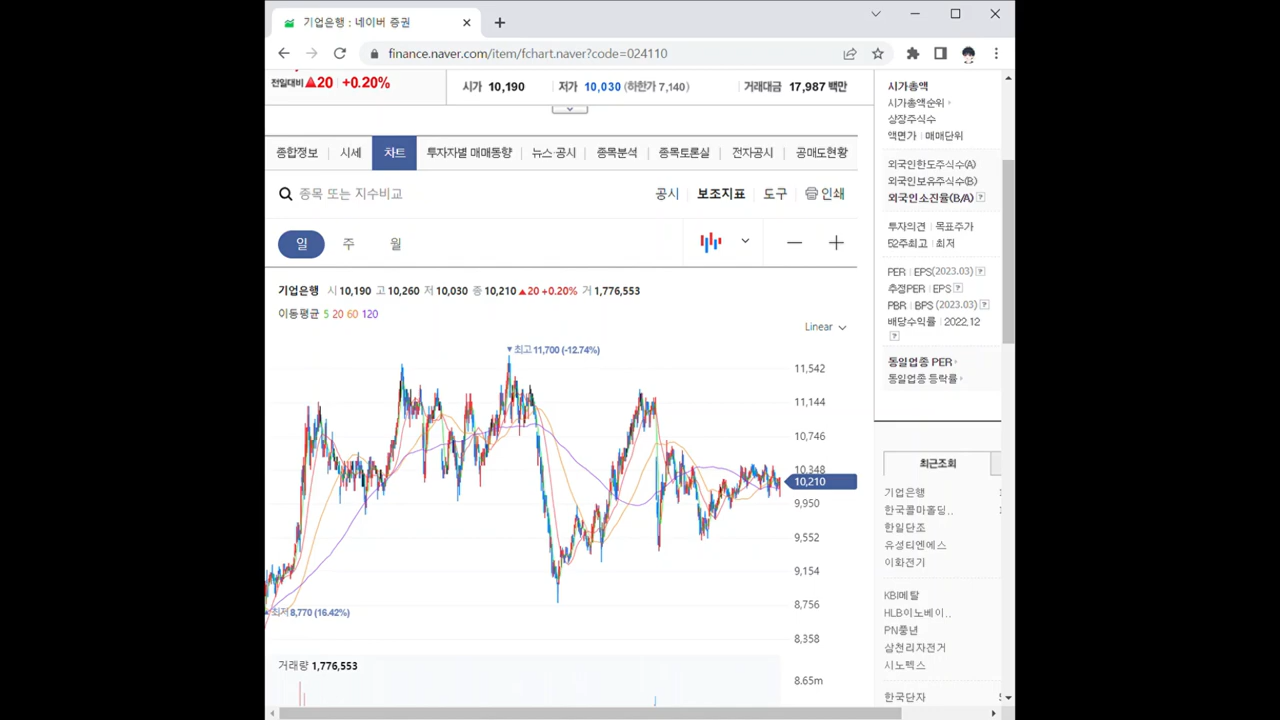 기업은행 : 네이버 증권
finance.naver.com/item/fchart.naver?code=024110
전일대비 ▲20 +0.20%
시가 10,190 저가 10,030 (하한가 7,140) 거래대금 17,987 백만
종합정보 시세 차트 투자자별 매매동향 뉴스·공시 종목분석 종목토론실 전자공시 공매도현황
종목 또는 지수비교 공시 보조지표 도구 인쇄
일 주 월
기업은행 시 10,190 고 10,260 저 10,030 종 10,210 ▲20 +0.20% 거 1,776,553
이동평균 5 20 60 120
Linear
▼최고 11,700 (-12.74%)
11,542
11,144
10,746
10,348
10,210
9,950
9,552
9,154
8,756
8,358
최저 8,770 (16.42%)
거래량 1,776,553
8.65m
시가총액
시가총액순위
상장주식수
액면가 | 매매단위
외국인한도주식수(A)
외국인보유주식수(B)
외국인소진율(B/A) ?
투자의견 | 목표주가
52주최고 | 최저
PER | EPS(2023.03) ?
추정PER | EPS ?
PBR | BPS (2023.03) ?
배당수익률 | 2022.12
?
동일업종 PER
동일업종 등락률
최근조회
기업은행
한국콜마홀딩..
한일단조
유성티엔에스
이화전기
KBI메탈
HLB이노베이..
PN풍년
삼천리자전거
시노펙스
한국단자